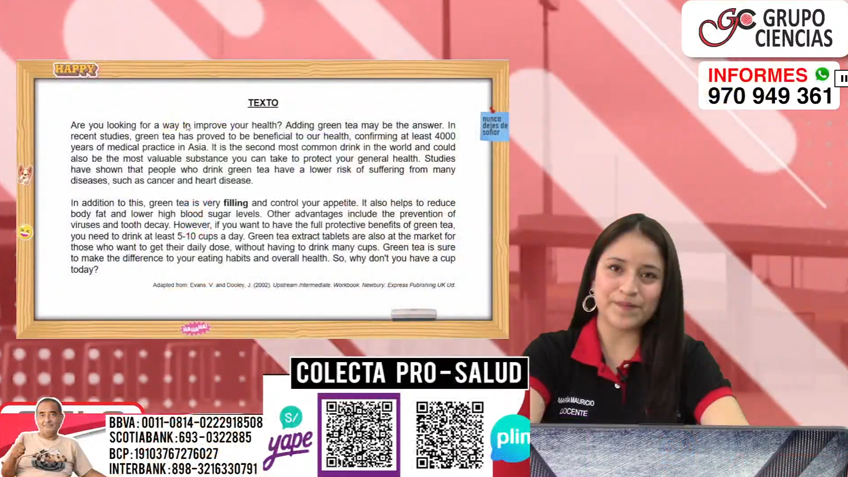 GC GRUPO
CIENCIAS
INFORMES
970 949 361
HAPPY
TEXTO
Are you looking for a way to improve your health? Adding green tea may be the answer. In
recent studies, green tea has proved to be beneficial to our health, confirming at least 4000
years of medical practice in Asia. It is the second most common drink in the world and could
also be the most valuable substance you can take to protect your general health. Studies
have shown that people who drink green tea have a lower risk of suffering from many
diseases, such as cancer and heart disease.
In addition to this, green tea is very filling and control your appetite. It also helps to reduce
body fat and lower high blood sugar levels. Other advantages include the prevention of
viruses and tooth decay. However, if you want to have the full protective benefits of green tea,
you need to drink at least 5-10 cups a day. Green tea extract tablets are also at the market for
those who want to get their daily dose, without having to drink many cups. Green tea is sure
to make the difference to your eating habits and overall health. So, why don't you have a cup
today?
Adapted from: Evans. V. and Dooley, J. (2002). Upstream Intermediate. Workbook: Newbury: Express Publishing UK Ltd.
nunca
dejes de
soñar
COLECTA PRO-SALUD
BBVA: 0011-0814-0222918508
SCOTIABANK: 693-0322885
BCP: 19103767276027
INTERBANK: 898-3216330791
S/
yape
plin
MAURICIO
DOCENTE